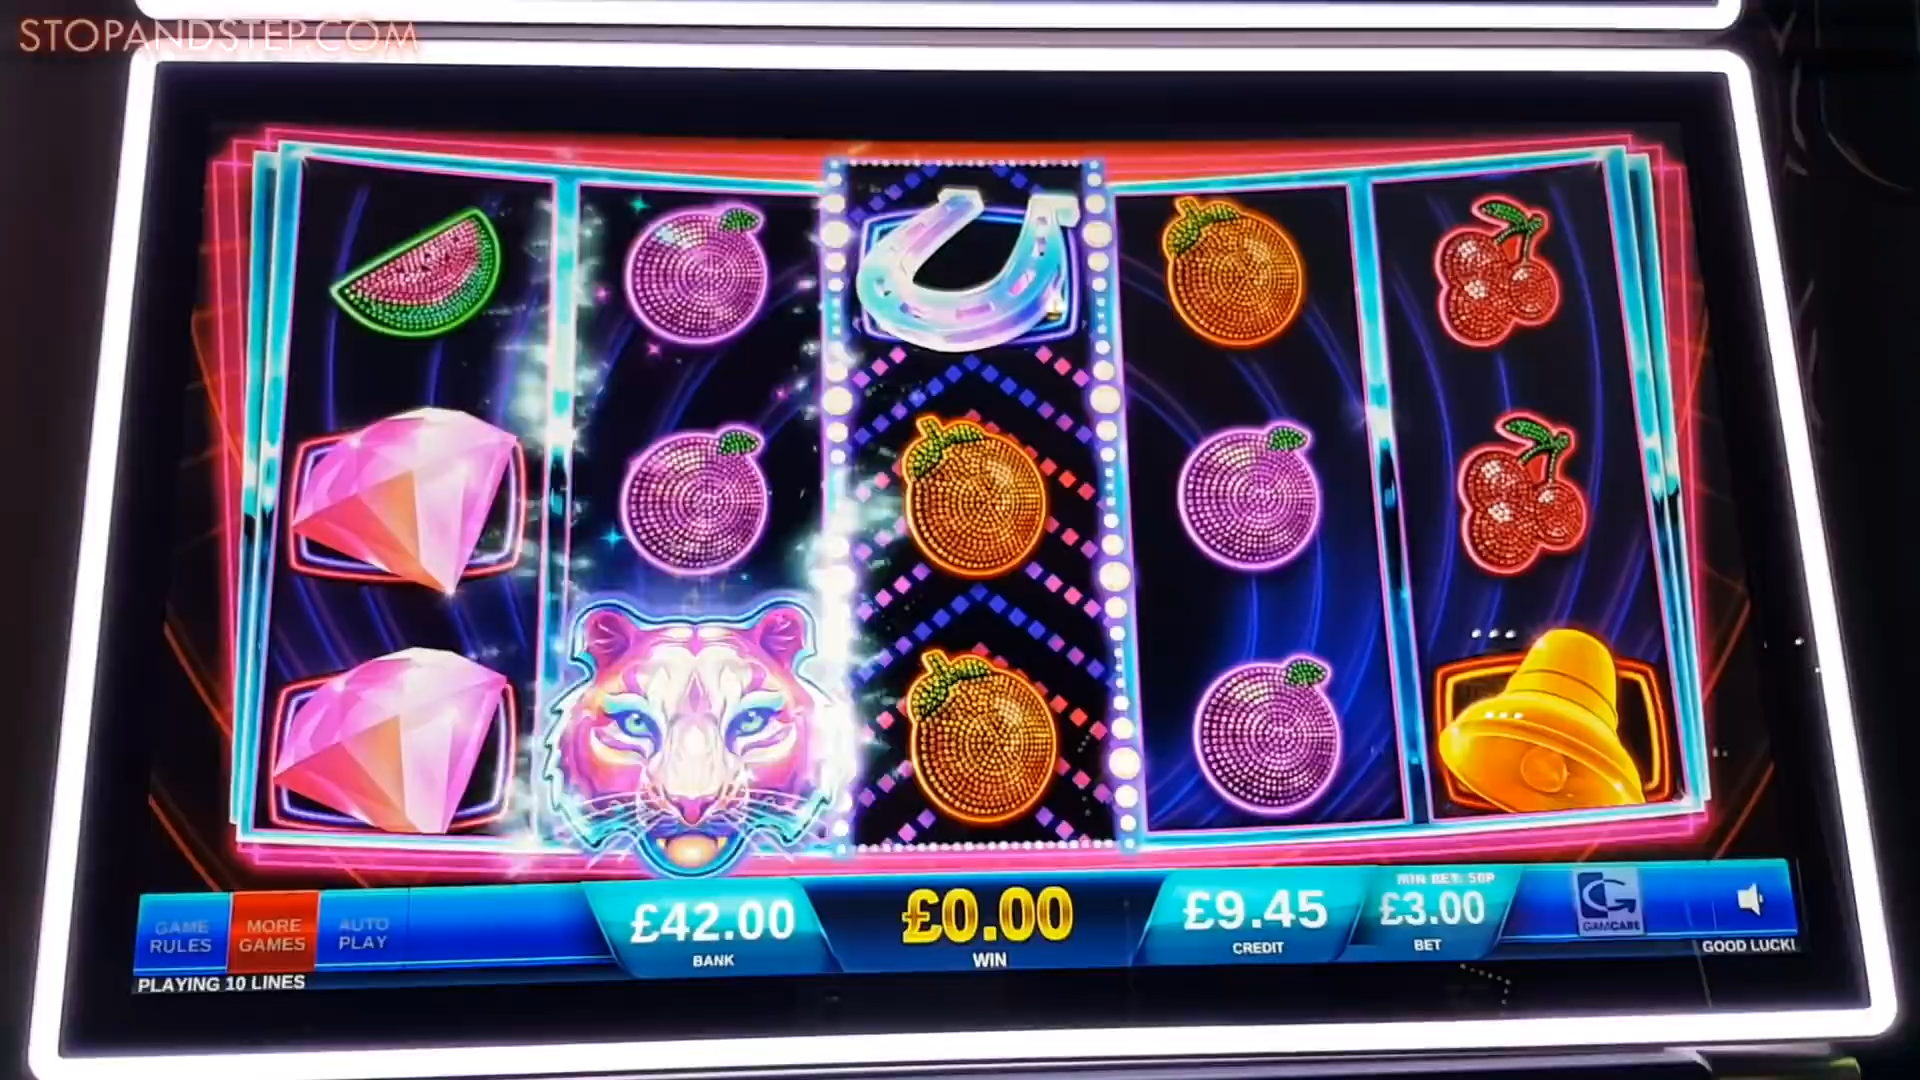 STOPANDSTEP.COM
GAME RULES
MORE GAMES
AUTO PLAY
£42.00
BANK
£0.00
WIN
£9.45
CREDIT
MIN BET: 50P
£3.00
BET
GAMCARE
GOOD LUCK!
PLAYING 10 LINES